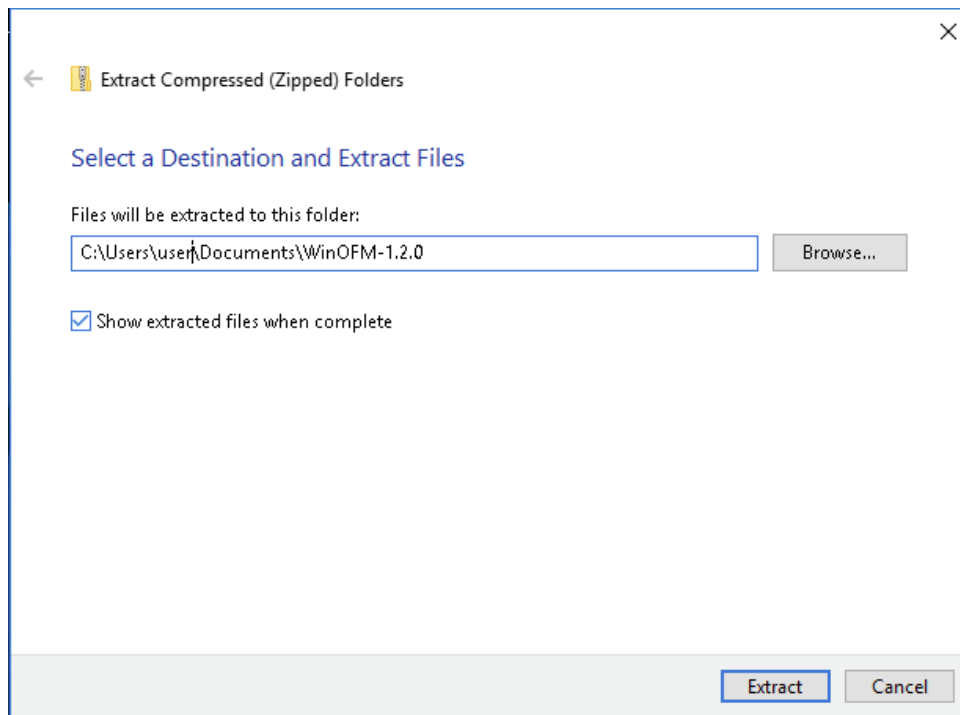 Extract Compressed (Zipped) Folders
Select a Destination and Extract Files
Files will be extracted to this folder:
C:\Users\user\Documents\WinOFM-1.2.0
Browse...
Show extracted files when complete
Extract
Cancel